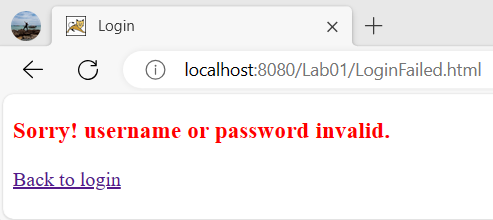 Login
localhost:8080/Lab01/LoginFailed.html
Sorry! username or password invalid.
Back to login